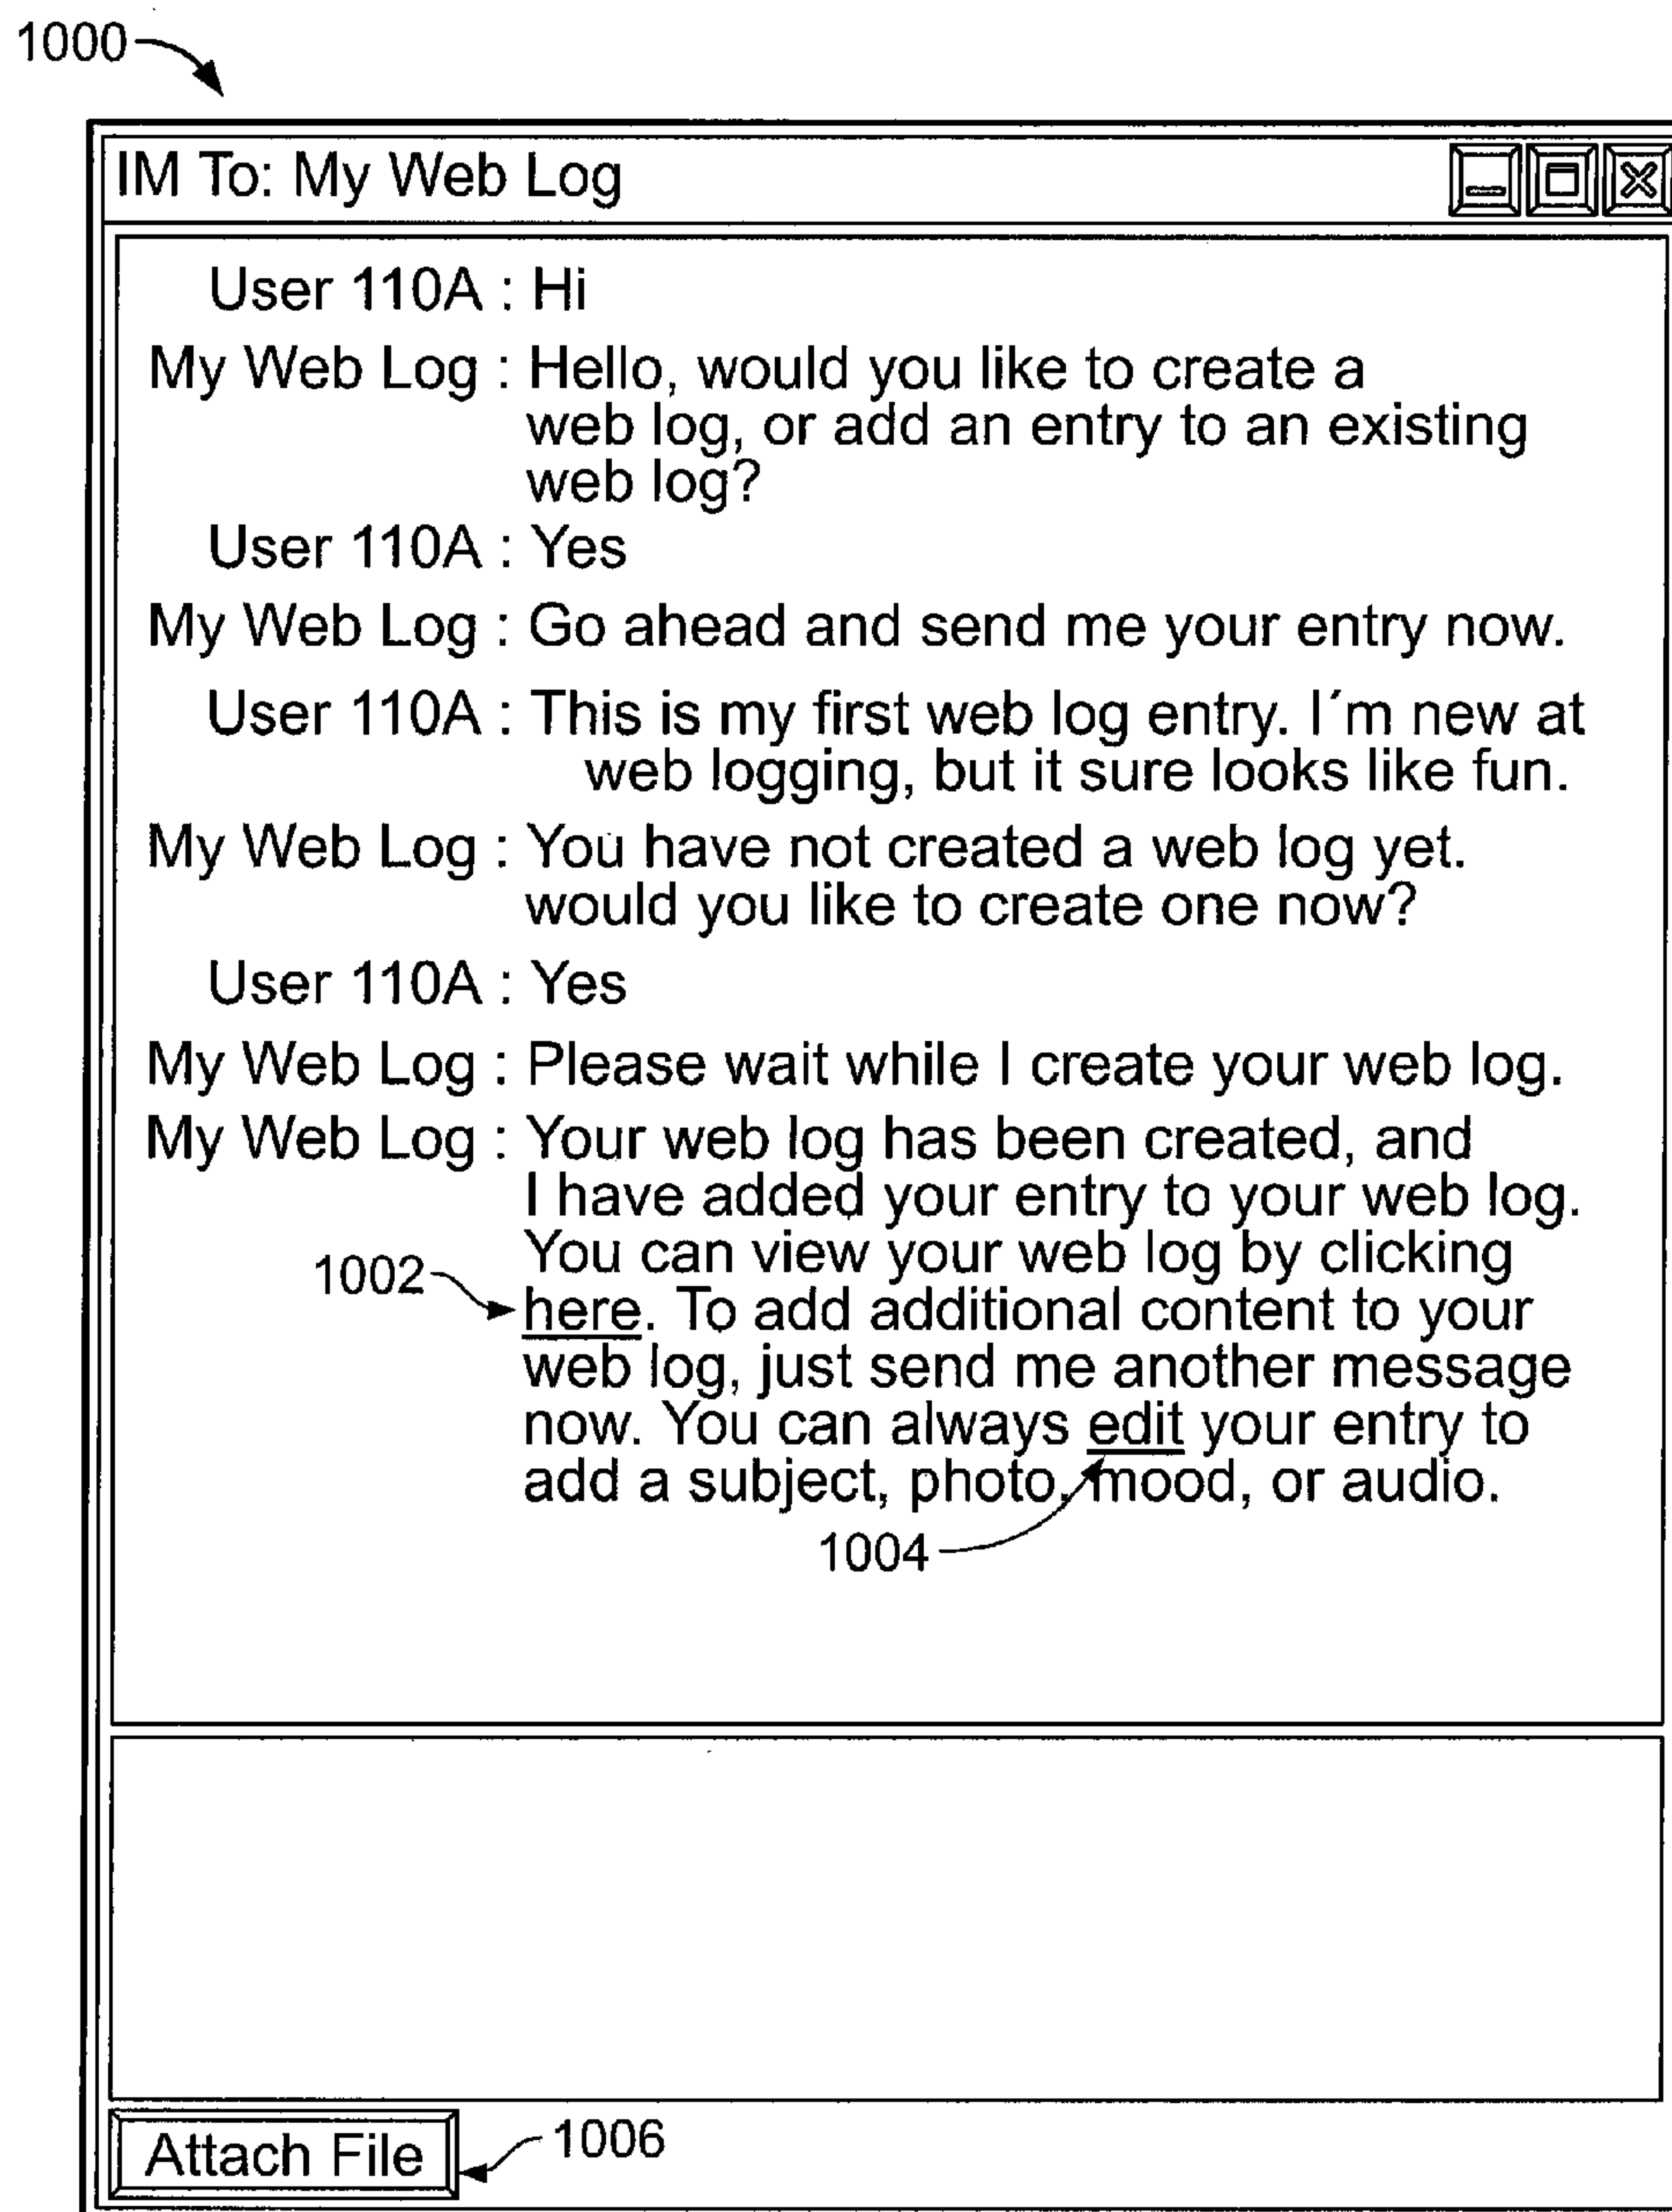 1000
IM To: My Web Log
User 110A : Hi
My Web Log : Hello, would you like to create a
web log, or add an entry to an existing
web log?
User 110A : Yes
My Web Log : Go ahead and send me your entry now.
User 110A : This is my first web log entry. I´m new at
web logging, but it sure looks like fun.
My Web Log : You have not created a web log yet.
would you like to create one now?
User 110A : Yes
My Web Log : Please wait while I create your web log.
My Web Log : Your web log has been created, and
I have added your entry to your web log.
You can view your web log by clicking
1002 here. To add additional content to your
web log, just send me another message
now. You can always edit your entry to
add a subject, photo, mood, or audio.
1004
Attach File 1006